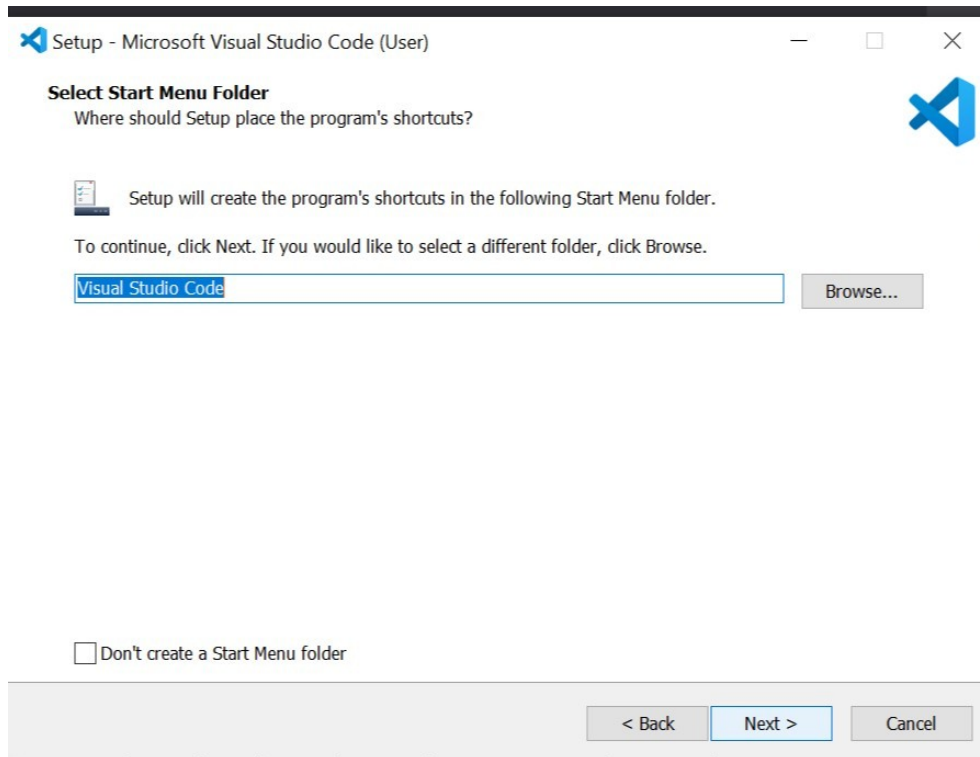 Setup - Microsoft Visual Studio Code (User)
Select Start Menu Folder
Where should Setup place the program's shortcuts?
Setup will create the program's shortcuts in the following Start Menu folder.
To continue, click Next. If you would like to select a different folder, click Browse.
Visual Studio Code
Browse...
Don't create a Start Menu folder
< Back
Next >
Cancel